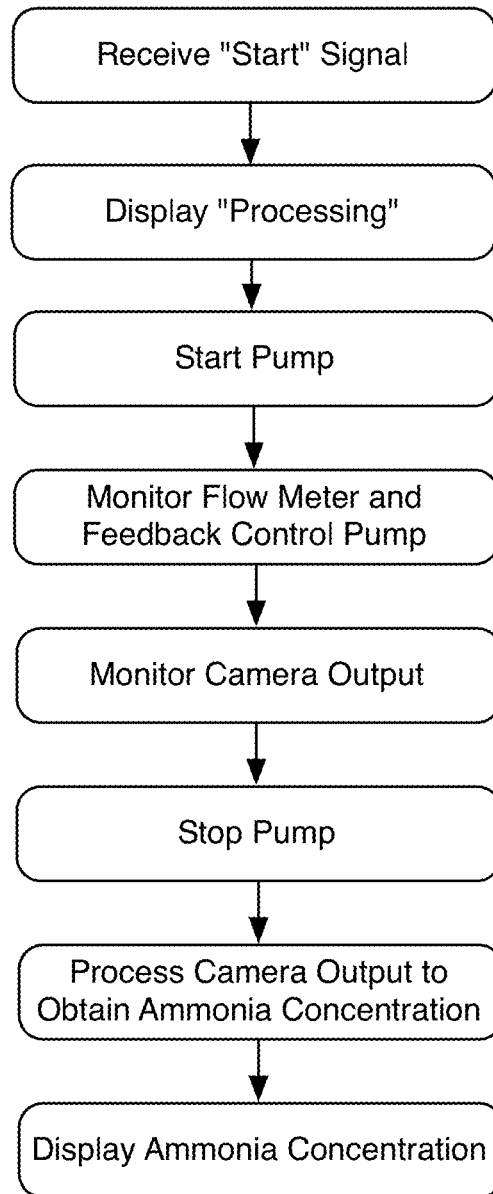 Receive "Start" Signal
Display "Processing"
Start Pump
Monitor Flow Meter and
Feedback Control Pump
Monitor Camera Output
Stop Pump
Process Camera Output to
Obtain Ammonia Concentration
Display Ammonia Concentration